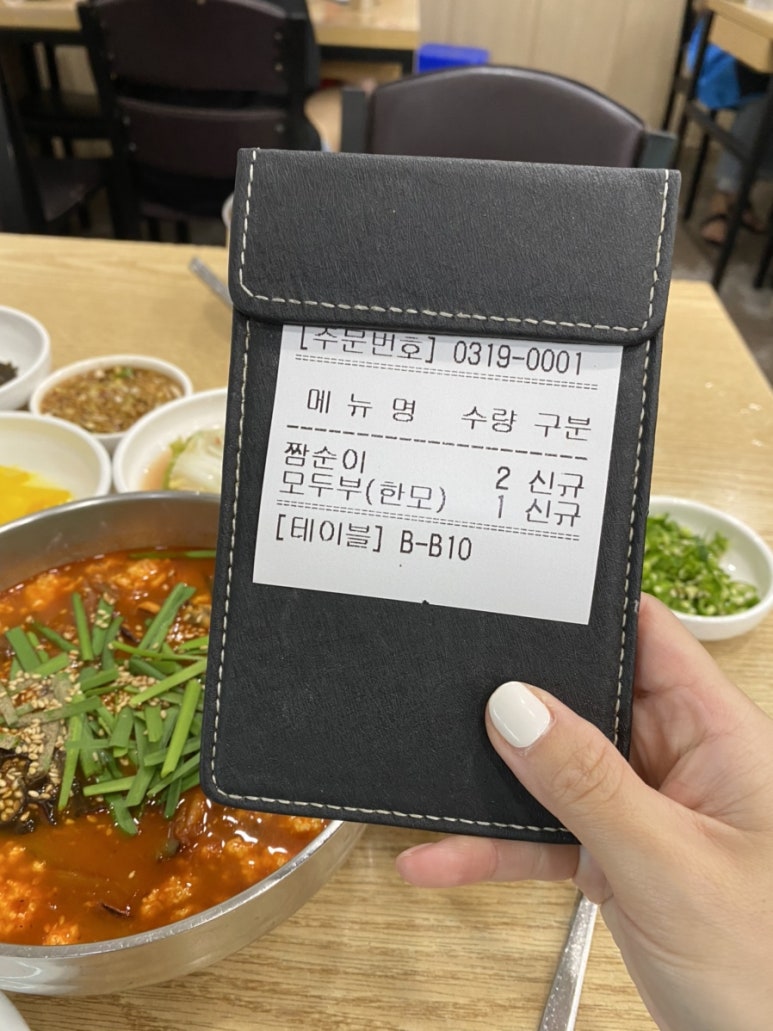 [주문번호] 0319-0001
메 뉴 명 수량 구분
짬순이 2 신규
모두부(한모) 1 신규
[테이블] B-B10